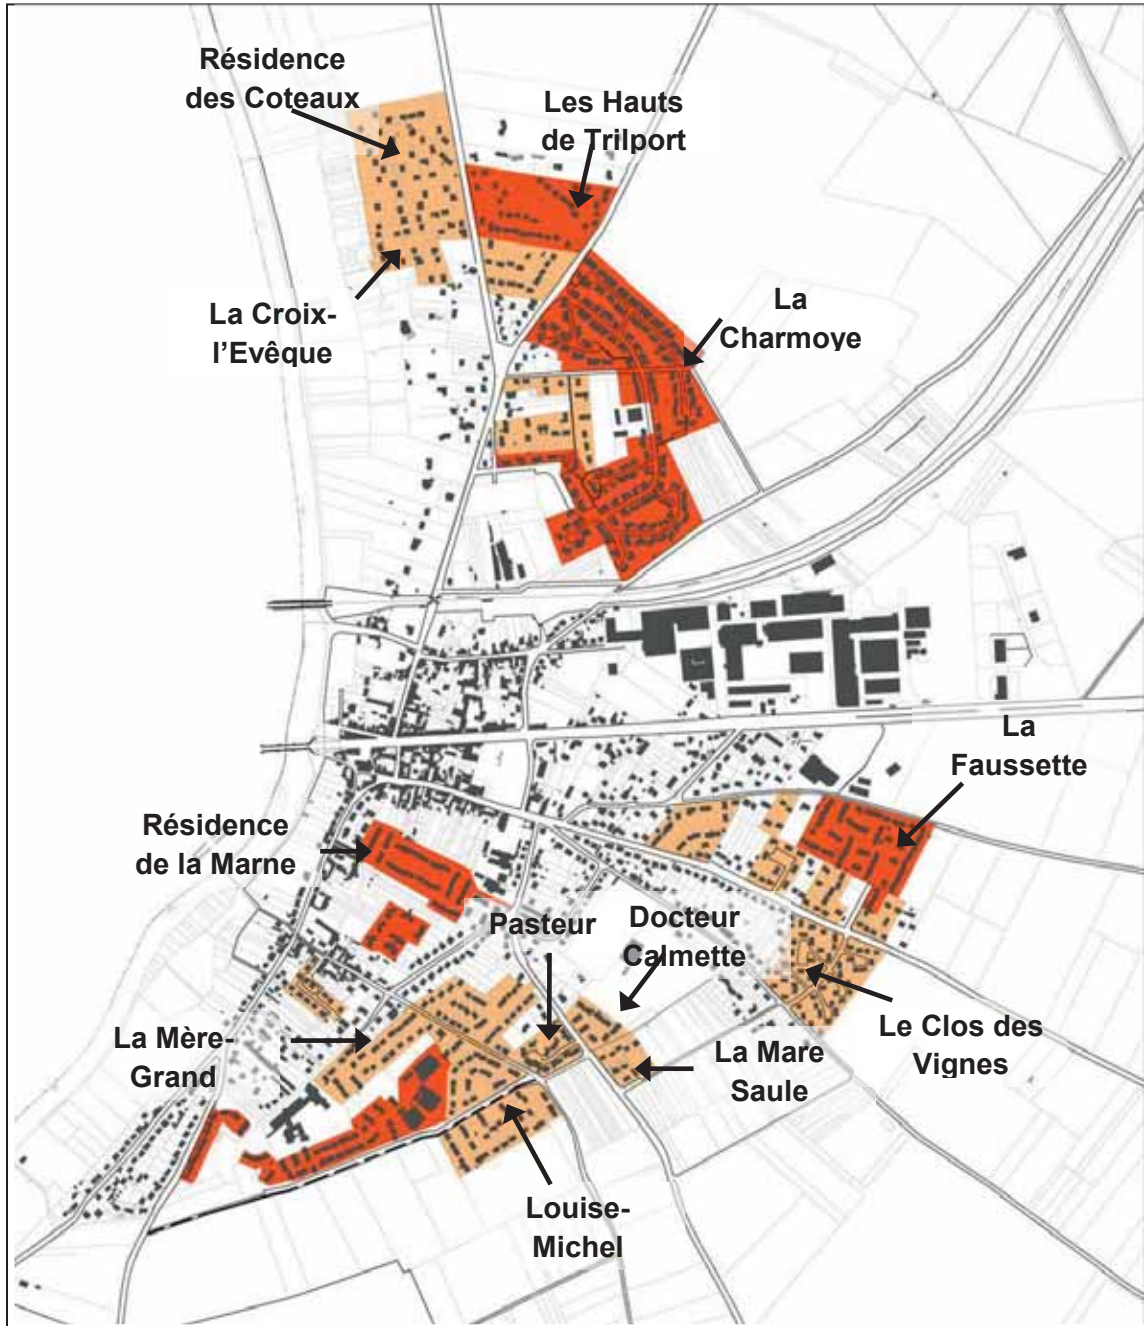 Résidence
des Coteaux
Les Hauts
de Trilport
La Croix-
l'Evêque
La
Charmoye
La
Faussette
Résidence
de la Marne
Pasteur
Docteur
Calmette
La Mère-
Grand
La Mare
Saule
Le Clos des
Vignes
Louise-
Michel